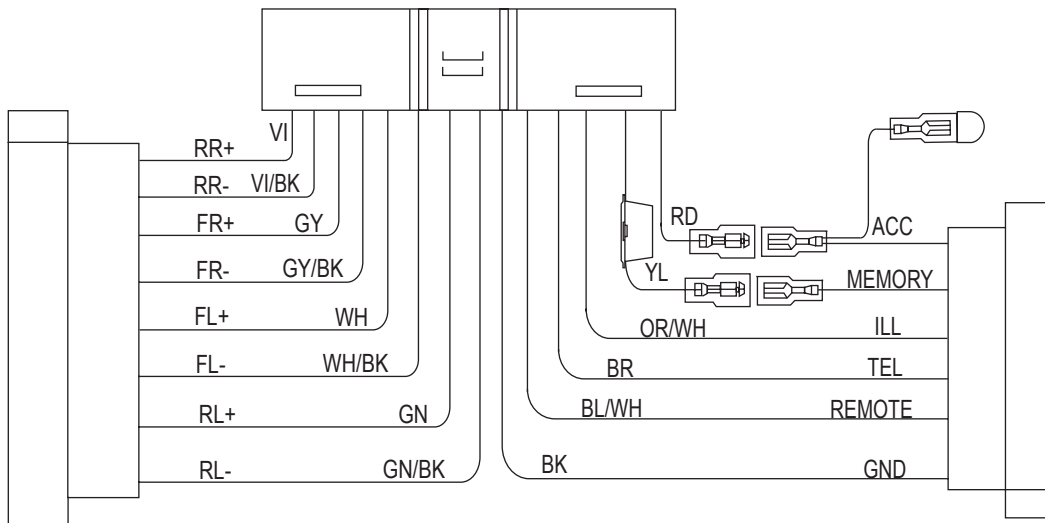 VI
RR+
RR- VI/BK
FR+ GY
FR- GY/BK
FL+ WH
FL- WH/BK
RL+ GN
RL- GN/BK
RD ACC
YL MEMORY
OR/WH ILL
BR TEL
BL/WH REMOTE
BK GND